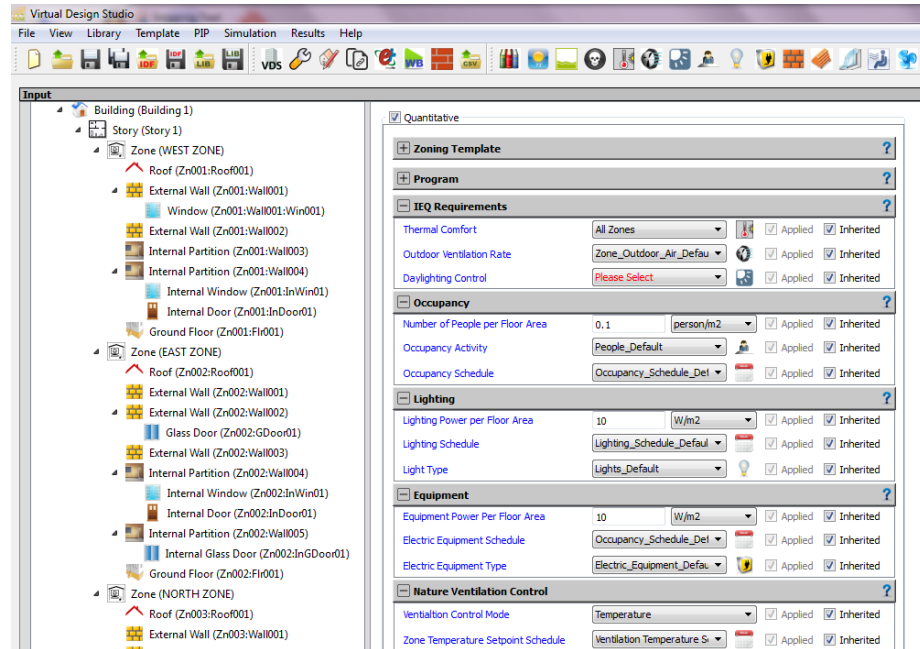 Virtual Design Studio
File View Library Template PIP Simulation Results Help
IDF IDF LIB LIB VDS WB CSV
Input
Building (Building 1)
Story (Story 1)
Zone (WEST ZONE)
Roof (Zn001:Roof001)
External Wall (Zn001:Wall001)
Window (Zn001:Wall001:Win001)
External Wall (Zn001:Wall002)
Internal Partition (Zn001:Wall003)
Internal Partition (Zn001:Wall004)
Internal Window (Zn001:InWin01)
Internal Door (Zn001:InDoor01)
Ground Floor (Zn001:Flr001)
Zone (EAST ZONE)
Roof (Zn002:Roof001)
External Wall (Zn002:Wall001)
External Wall (Zn002:Wall002)
Glass Door (Zn002:GDoor01)
External Wall (Zn002:Wall003)
Internal Partition (Zn002:Wall004)
Internal Window (Zn002:InWin01)
Internal Door (Zn002:InDoor01)
Internal Partition (Zn002:Wall005)
Internal Glass Door (Zn002:InGDoor01)
Ground Floor (Zn002:Flr001)
Zone (NORTH ZONE)
Roof (Zn003:Roof001)
External Wall (Zn003:Wall001)
Quantitative
Zoning Template ?
Program ?
IEQ Requirements ?
Thermal Comfort All Zones Applied Inherited
Outdoor Ventilation Rate Zone_Outdoor_Air_Defau Applied Inherited
Daylighting Control Please Select Applied Inherited
Occupancy ?
Number of People per Floor Area 0.1 person/m2 Applied Inherited
Occupancy Activity People_Default Applied Inherited
Occupancy Schedule Occupancy_Schedule_Def Applied Inherited
Lighting ?
Lighting Power per Floor Area 10 W/m2 Applied Inherited
Lighting Schedule Lighting_Schedule_Defaul Applied Inherited
Light Type Lights_Default Applied Inherited
Equipment ?
Equipment Power Per Floor Area 10 W/m2 Applied Inherited
Electric Equipment Schedule Occupancy_Schedule_Def Applied Inherited
Electric Equipment Type Electric_Equipment_Defau Applied Inherited
Nature Ventilation Control ?
Ventialtion Control Mode Temperature Applied Inherited
Zone Temperature Setpoint Schedule Ventilation Temperature S Applied Inherited